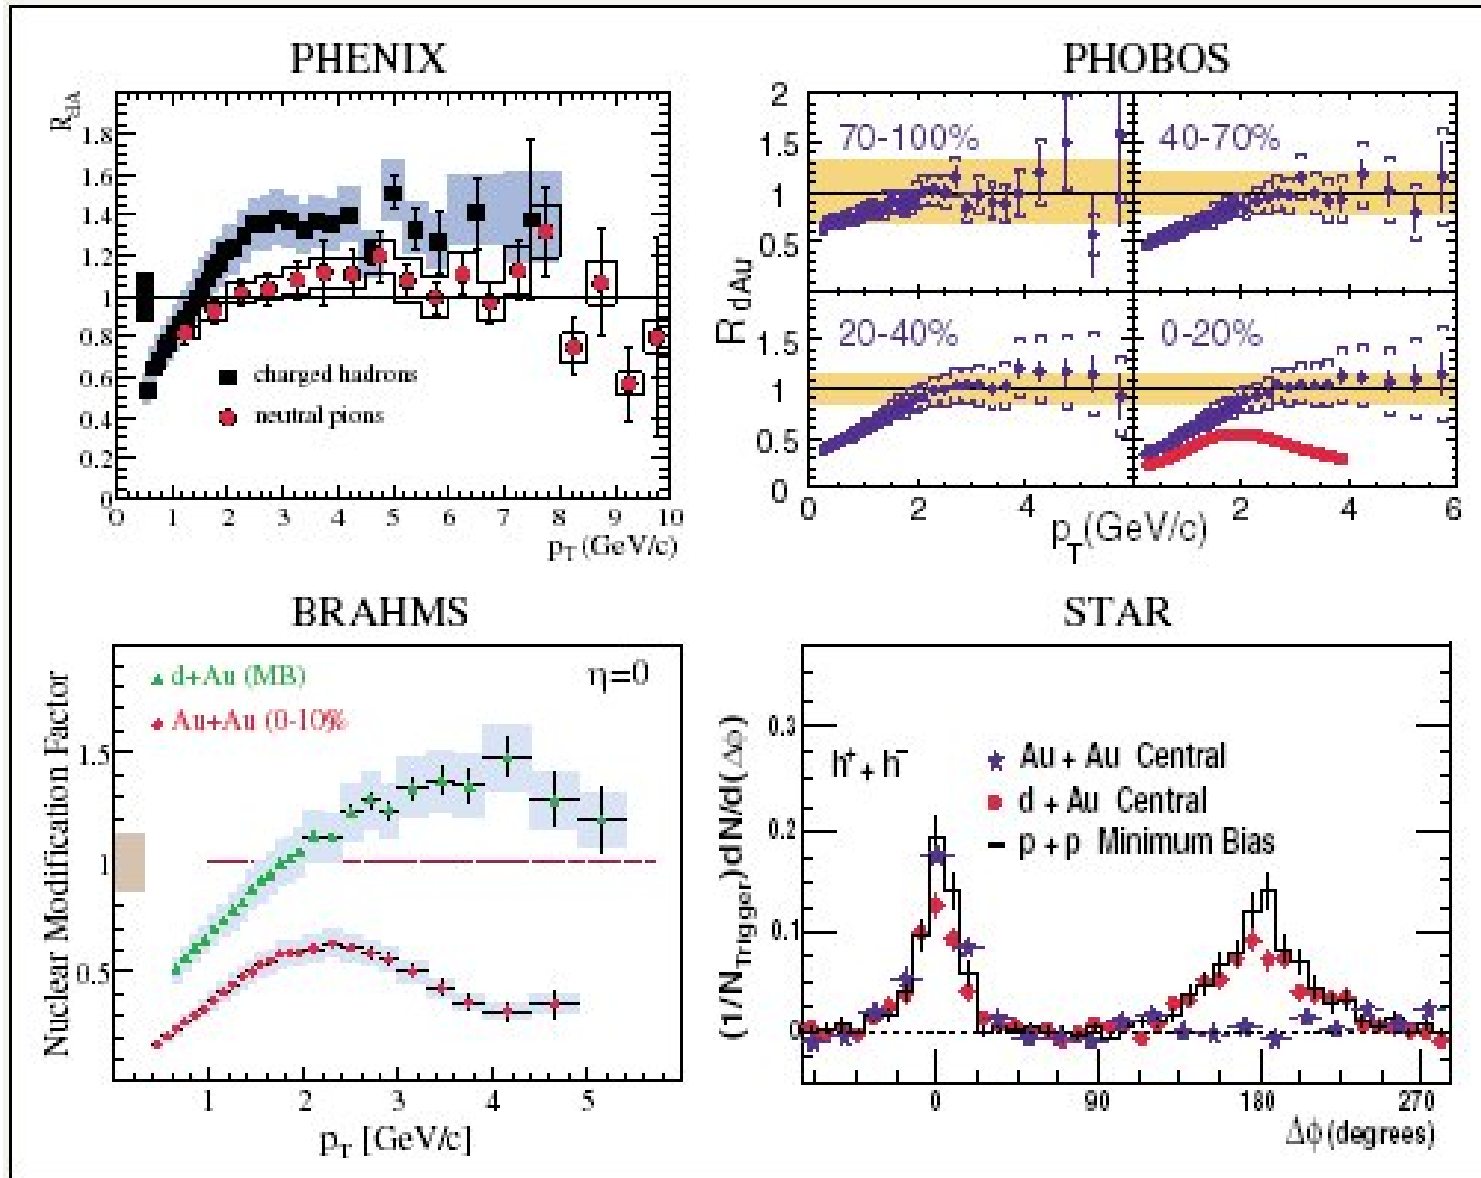 PHENIX
R_dA
1.8
1.6
1.4
1.2
1
0.8
0.6
0.4
0.2
0
charged hadrons
neutral pions
0 1 2 3 4 5 6 7 8 9 10
p_T (GeV/c)
PHOBOS
R_dAu
2
1.5
1
0.5
0
1.5
1
0.5
0
70-100%
40-70%
20-40%
0-20%
0 2 4 2 4 6
p_T (GeV/c)
BRAHMS
Nuclear Modification Factor
1.5
1
0.5
d+Au (MB)
η=0
Au+Au (0-10%
1 2 3 4 5
p_T [GeV/c]
STAR
(1/N_Trigger)dN/d(Δϕ)
0.3
0.2
0.1
0
h⁺ + h⁻
Au + Au Central
d + Au Central
p + p Minimum Bias
0 90 180 270
Δϕ (degrees)